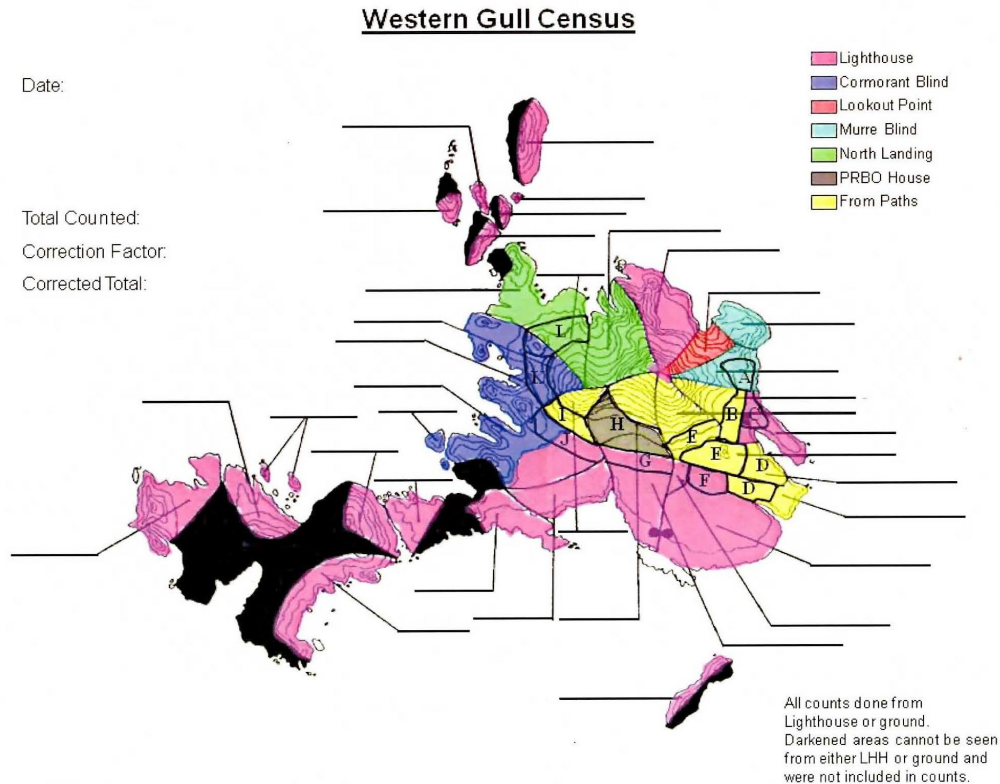 Western Gull Census
Date:
Total Counted:
Correction Factor:
Corrected Total:
Lighthouse
Cormorant Blind
Lookout Point
Murre Blind
North Landing
PRBO House
From Paths
L
K
A
I
H
B
C
J
E
E
D
G
F
D
All counts done from
Lighthouse or ground.
Darkened areas cannot be seen
from either LHH or ground and
were not included in counts.